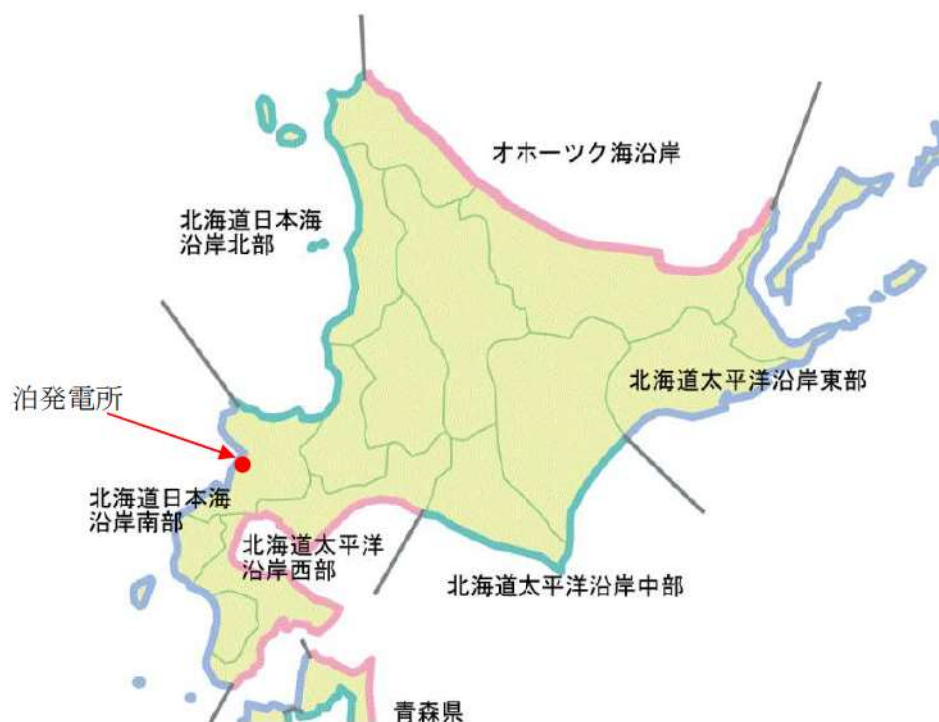 オホーツク海沿岸
北海道日本海
沿岸北部
北海道太平洋沿岸東部
泊発電所
北海道日本海
沿岸南部
北海道太平洋
沿岸西部
北海道太平洋沿岸中部
青森県